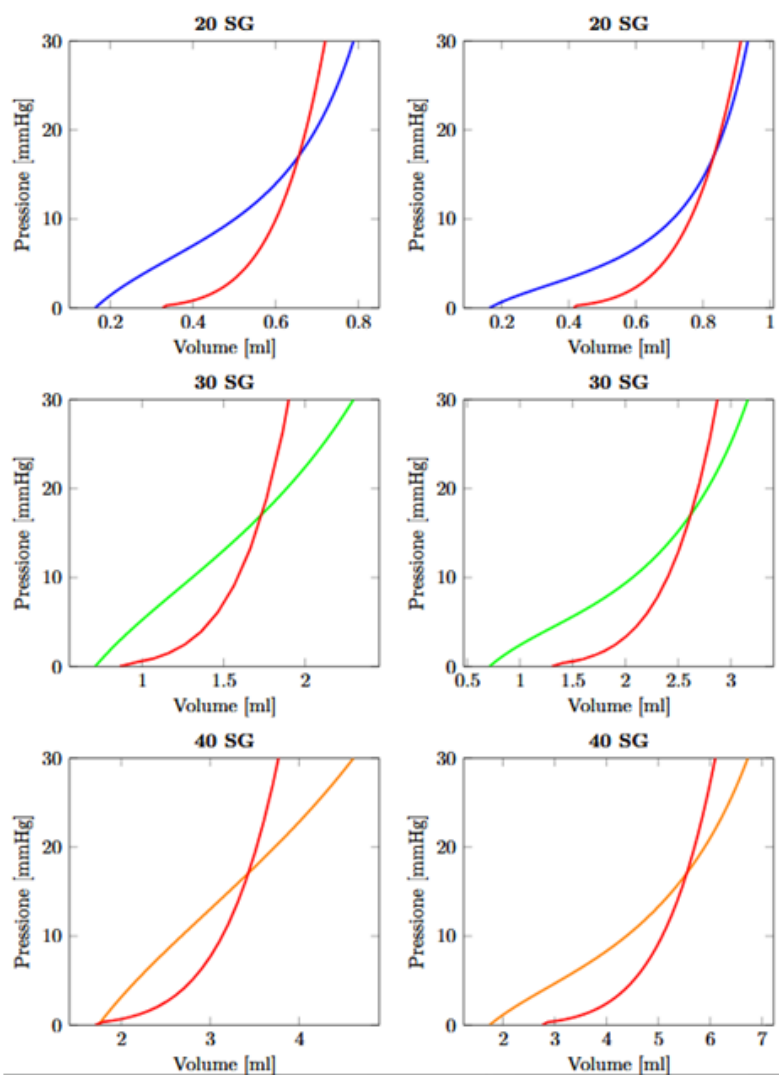 20 SG
30
20
10
0
Pressione [mmHg]
0.2 0.4 0.6 0.8
Volume [ml]
20 SG
30
20
10
0
Pressione [mmHg]
0.2 0.4 0.6 0.8 1
Volume [ml]
30 SG
30
20
10
0
Pressione [mmHg]
1 1.5 2
Volume [ml]
30 SG
30
20
10
0
Pressione [mmHg]
0.5 1 1.5 2 2.5 3
Volume [ml]
40 SG
30
20
10
0
Pressione [mmHg]
2 3 4
Volume [ml]
40 SG
30
20
10
0
Pressione [mmHg]
2 3 4 5 6 7
Volume [ml]